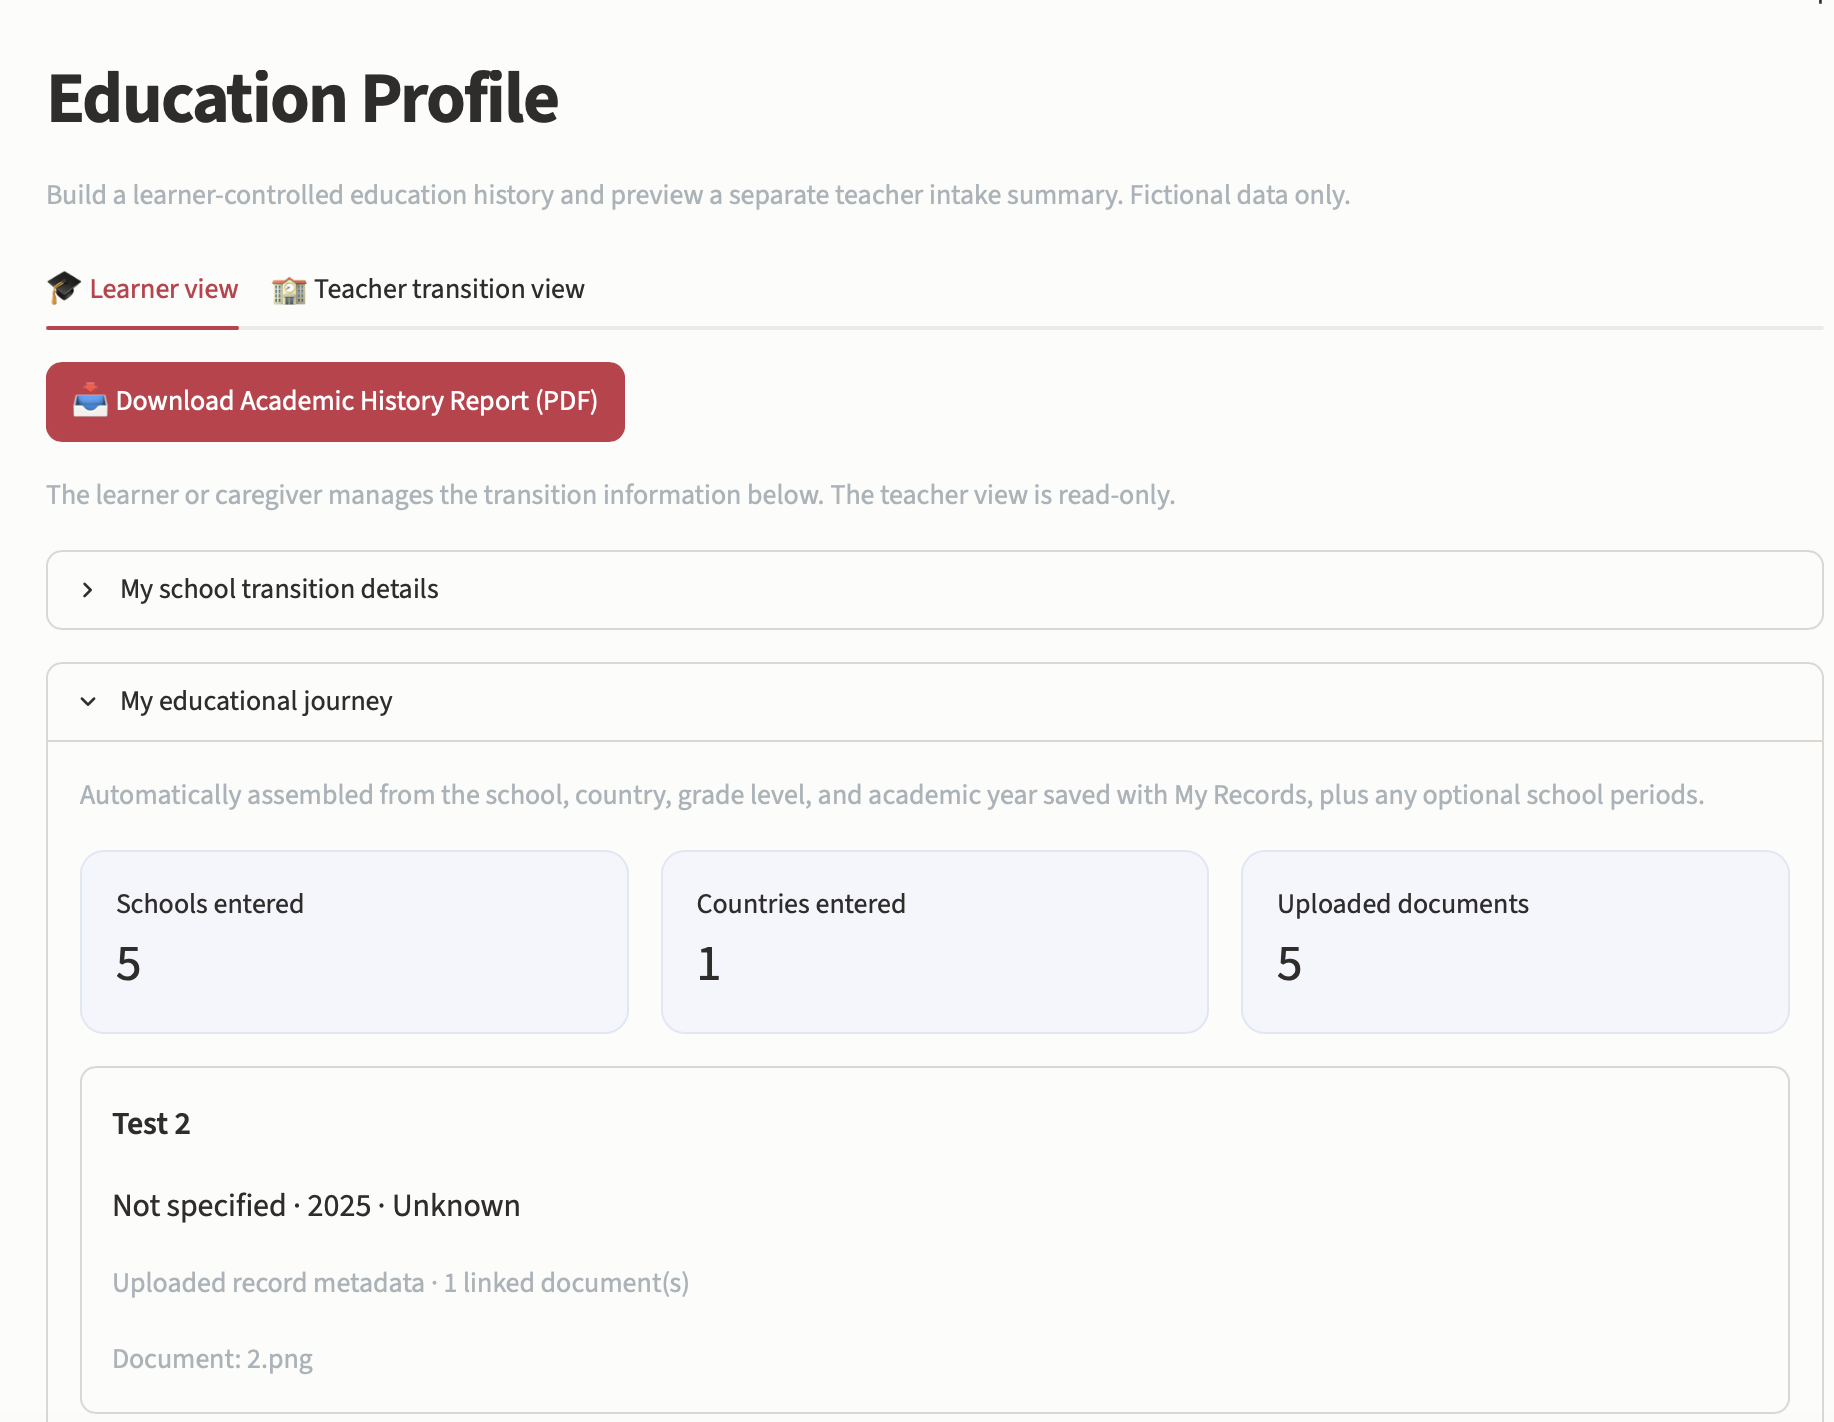 Education Profile
Build a learner-controlled education history and preview a separate teacher intake summary. Fictional data only.
Learner view
Teacher transition view
Download Academic History Report (PDF)
The learner or caregiver manages the transition information below. The teacher view is read-only.
My school transition details
My educational journey
Automatically assembled from the school, country, grade level, and academic year saved with My Records, plus any optional school periods.
Schools entered
5
Countries entered
1
Uploaded documents
5
Test 2
Not specified · 2025 · Unknown
Uploaded record metadata · 1 linked document(s)
Document: 2.png